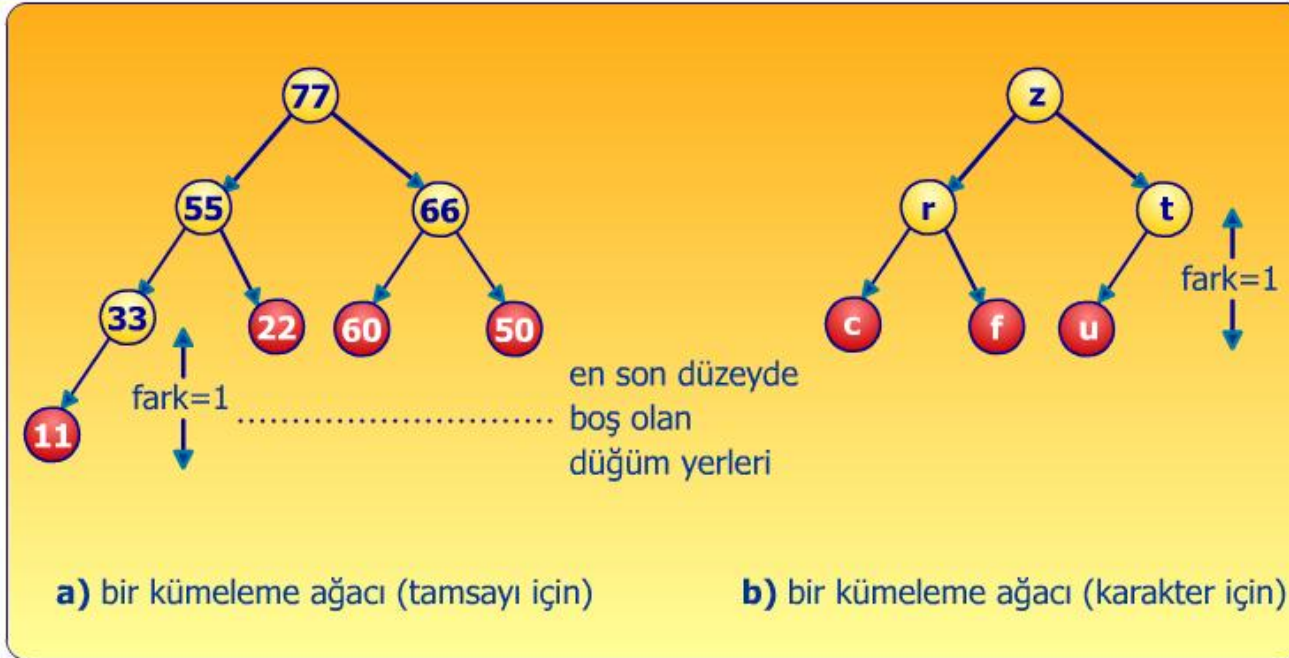 77
z
55
66
r
t
fark=1
33
22
60
50
c
f
u
fark=1
11
en son düzeyde
boş olan
düğüm yerleri
a) bir kümeleme ağacı (tamsayı için)
b) bir kümeleme ağacı (karakter için)